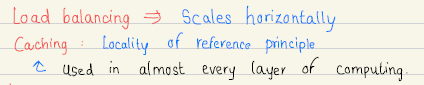 Load balancing ⇒ Scales horizontally
Caching : Locality of reference principle
↑ used in almost every layer of computing.